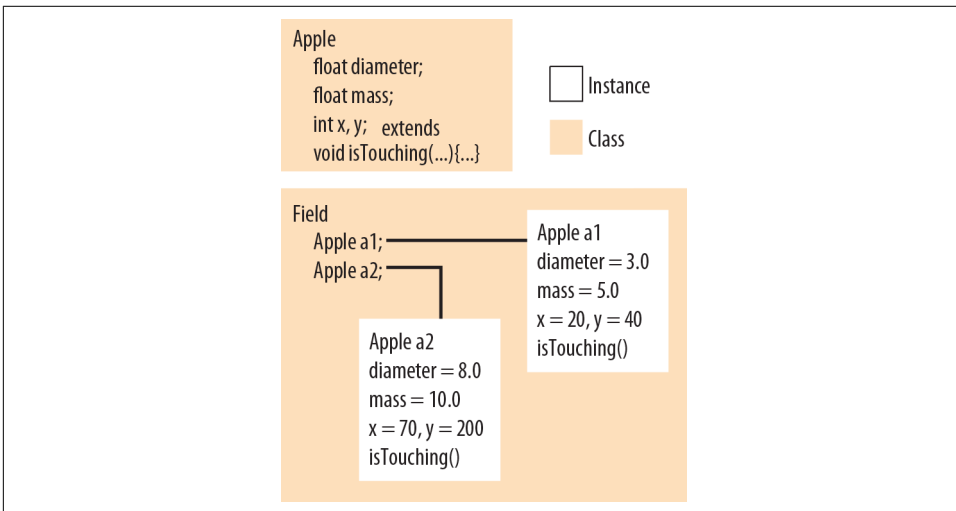 Apple
float diameter;
float mass;
int x, y; extends
void isTouching(...){...}
Instance
Class
Field
Apple a1;
Apple a2;
Apple a1
diameter = 3.0
mass = 5.0
x = 20, y = 40
isTouching()
Apple a2
diameter = 8.0
mass = 10.0
x = 70, y = 200
isTouching()